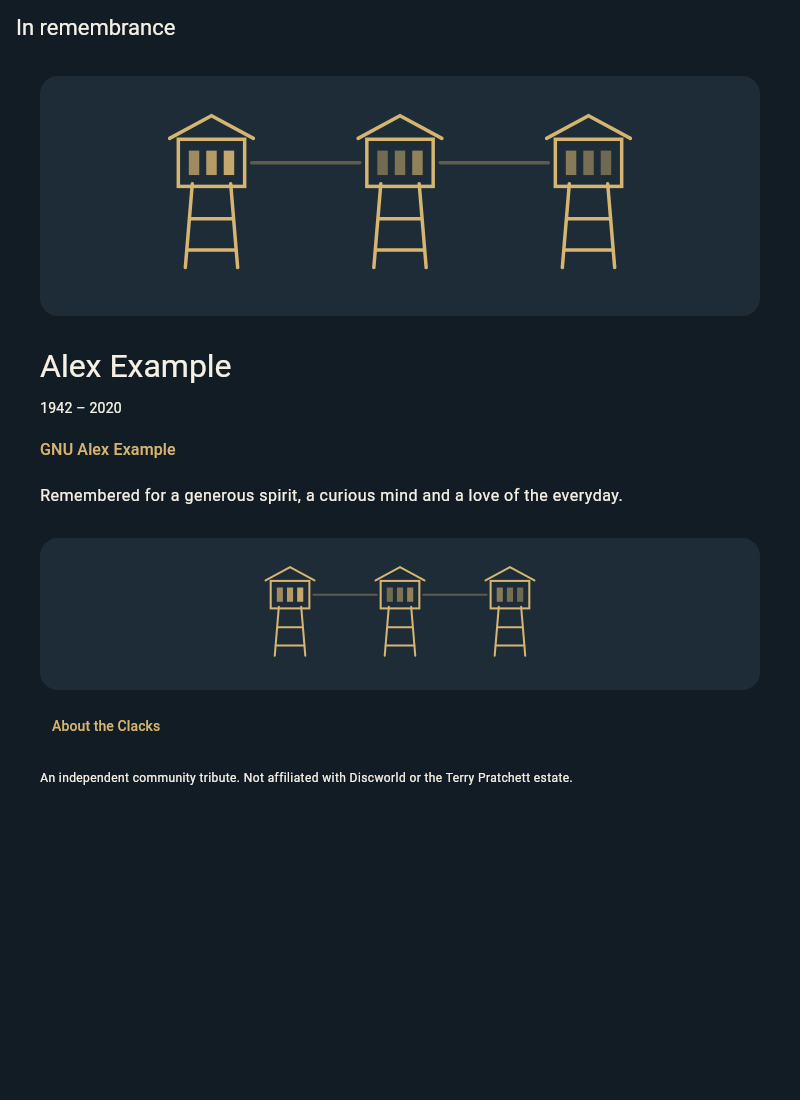 In remembrance
Alex Example
1942 – 2020
GNU Alex Example
Remembered for a generous spirit, a curious mind and a love of the everyday.
About the Clacks
An independent community tribute. Not affiliated with Discworld or the Terry Pratchett estate.